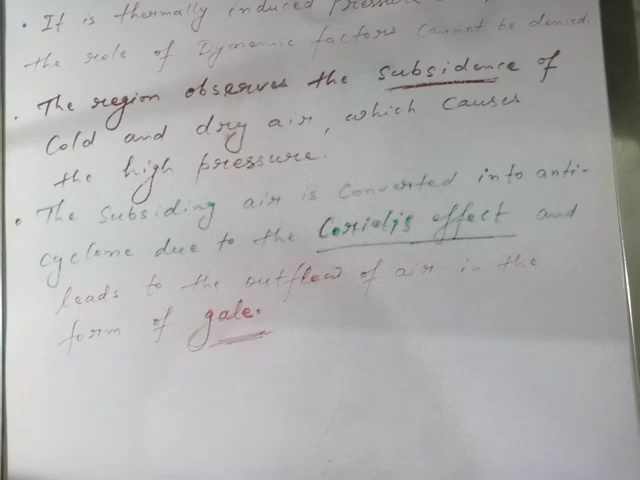 • It is thermally induced pressure
the role of Dynamic factors cannot be denied.
• The region observes the subsidence of
Cold and dry air, which causes
the high pressure.
• The subsiding air is converted into anti-
cyclone due to the Coriolis effect and
leads to the outflow of air in the
form of gale.